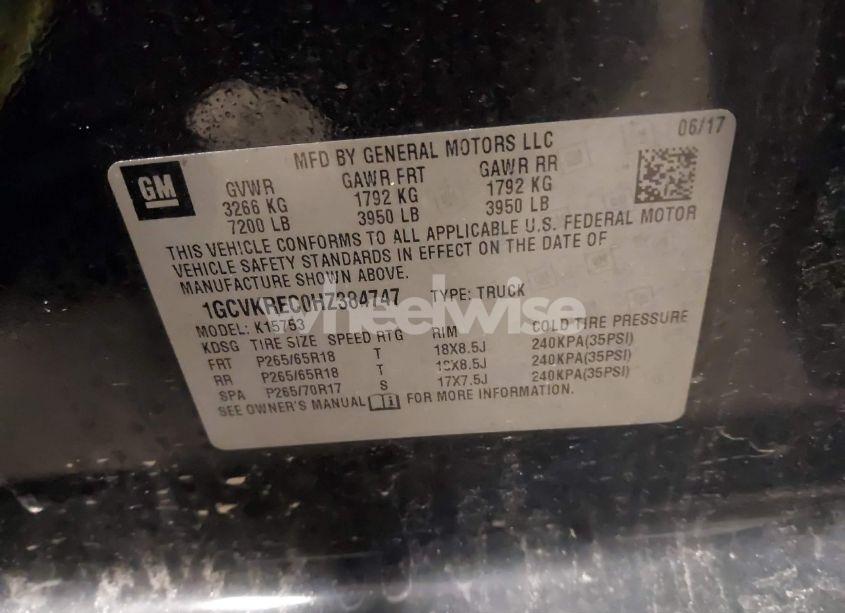 06/17
MFD BY GENERAL MOTORS LLC
GM
GVWR GAWR FRT GAWR RR
3266 KG 1792 KG 1792 KG
7200 LB 3950 LB 3950 LB
THIS VEHICLE CONFORMS TO ALL APPLICABLE U.S. FEDERAL MOTOR
VEHICLE SAFETY STANDARDS IN EFFECT ON THE DATE OF
MANUFACTURE SHOWN ABOVE.
1GCVKREC0HZ384747 TYPE: TRUCK
wheelwise
MODEL: K15753
KDSG TIRE SIZE SPEED RTG RIM COLD TIRE PRESSURE
FRT P265/65R18 T 18X8.5J 240KPA(35PSI)
RR P265/65R18 T 18X8.5J 240KPA(35PSI)
SPA P265/70R17 S 17X7.5J 240KPA(35PSI)
SEE OWNER'S MANUAL FOR MORE INFORMATION.